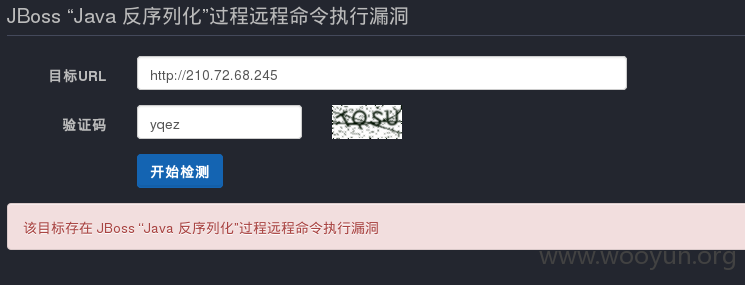 JBoss “Java 反序列化”过程远程命令执行漏洞
目标URL http://210.72.68.245
验证码 yqez XQSU
开始检测
该目标存在 JBoss “Java 反序列化”过程远程命令执行漏洞
www.wooyun.org